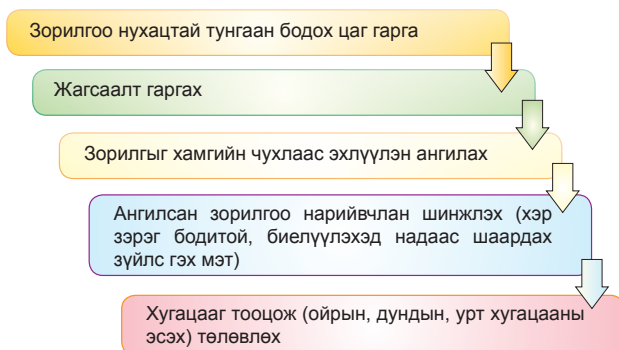 Зорилгоо нухацтай тунгаан бодох цаг гарга
Жагсаалт гаргах
Зорилгыг хамгийн чухлаас эхлүүлэн ангилах
Ангилсан зорилгоо нарийвчлан шинжлэх (хэр
зэрэг бодитой, биелүүлэхэд надаас шаардах
зүйлс гэх мэт)
Хугацааг тооцож (ойрын, дундын, урт хугацааны
эсэх) төлөвлөх